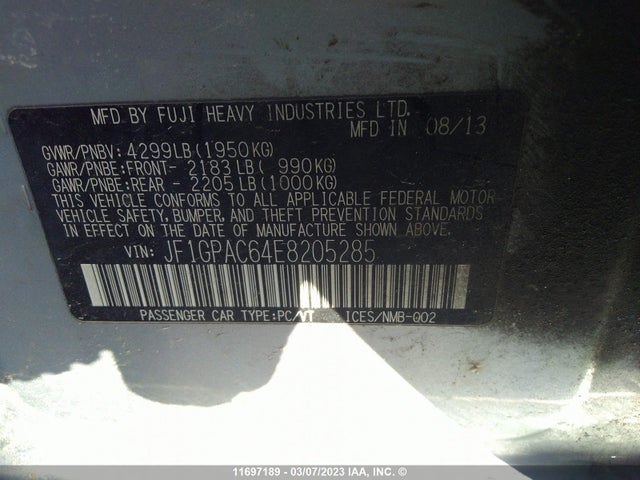 MFD BY FUJI HEAVY INDUSTRIES LTD.
MFD IN 08/13
GVWR/PNBV: 4299LB(1950KG)
GAWR/PNBE:FRONT- 2183LB( 990KG)
GAWR/PNBE:REAR - 2205LB(1000KG)
THIS VEHICLE CONFORMS TO ALL APPLICABLE FEDERAL MOTOR
VEHICLE SAFETY, BUMPER, AND THEFT PREVENTION STANDARDS
IN EFFECT ON THE DATE OF MANUFACTURE SHOWN ABOVE.
VIN: JF1GPAC64E8205285
PASSENGER CAR TYPE:PC/VT ICES/NMB-002
11697189 - 03/07/2023 IAA, INC. ©